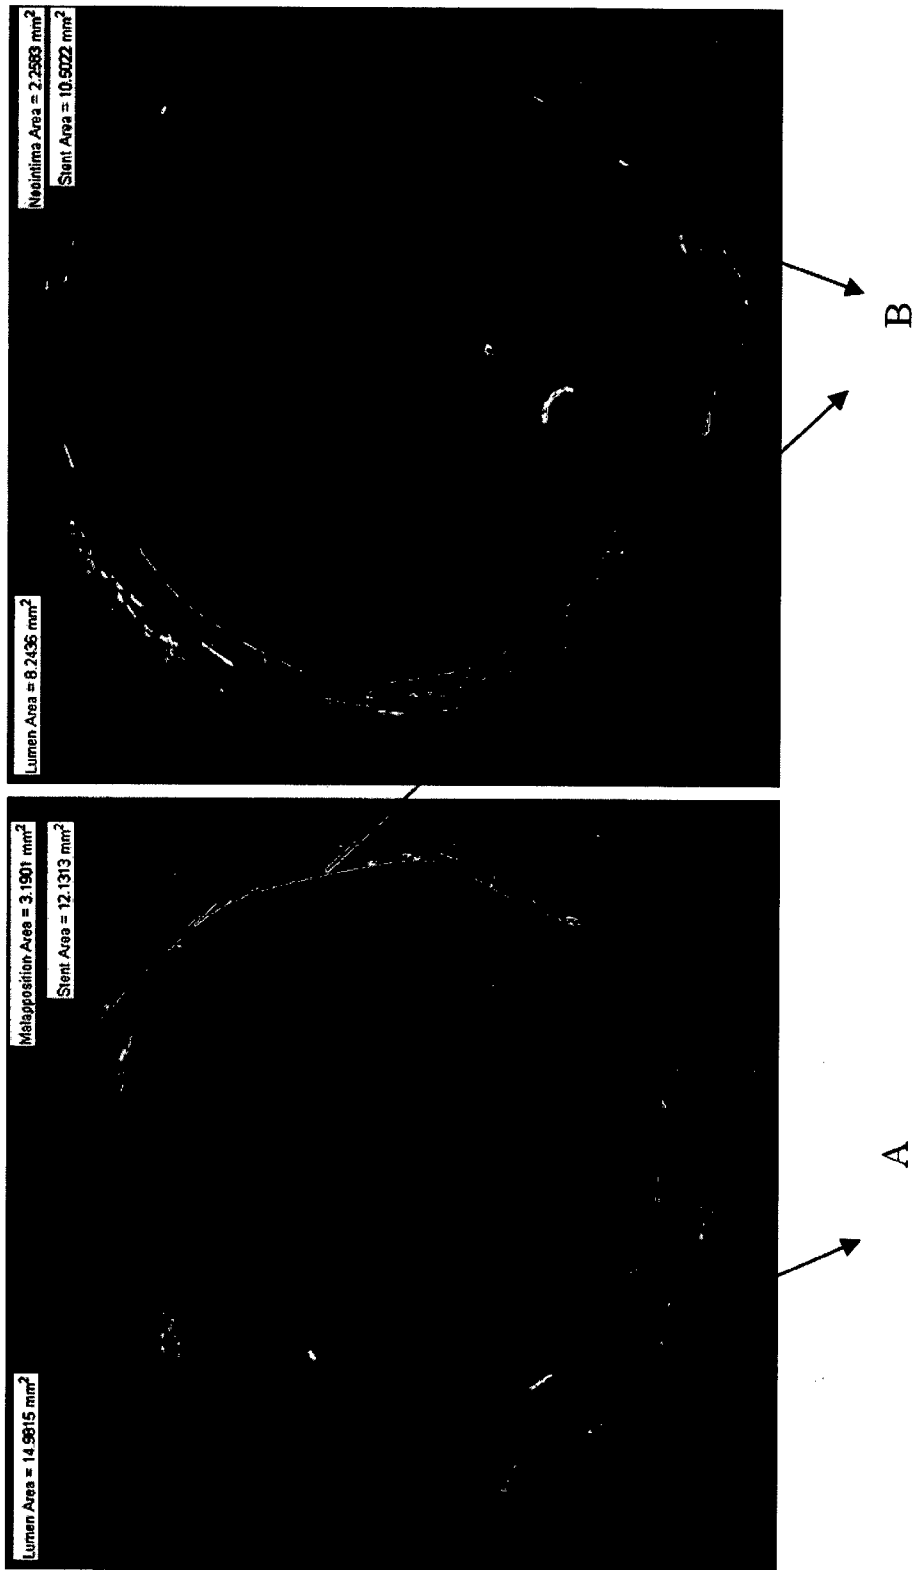 Lumen Area = 14.9815 mm²
Malapposition Area = 3.1901 mm²
Stent Area = 12.1313 mm²
Lumen Area = 8.2436 mm²
Neointima Area = 2.2583 mm²
Stent Area = 10.5022 mm²
A
B